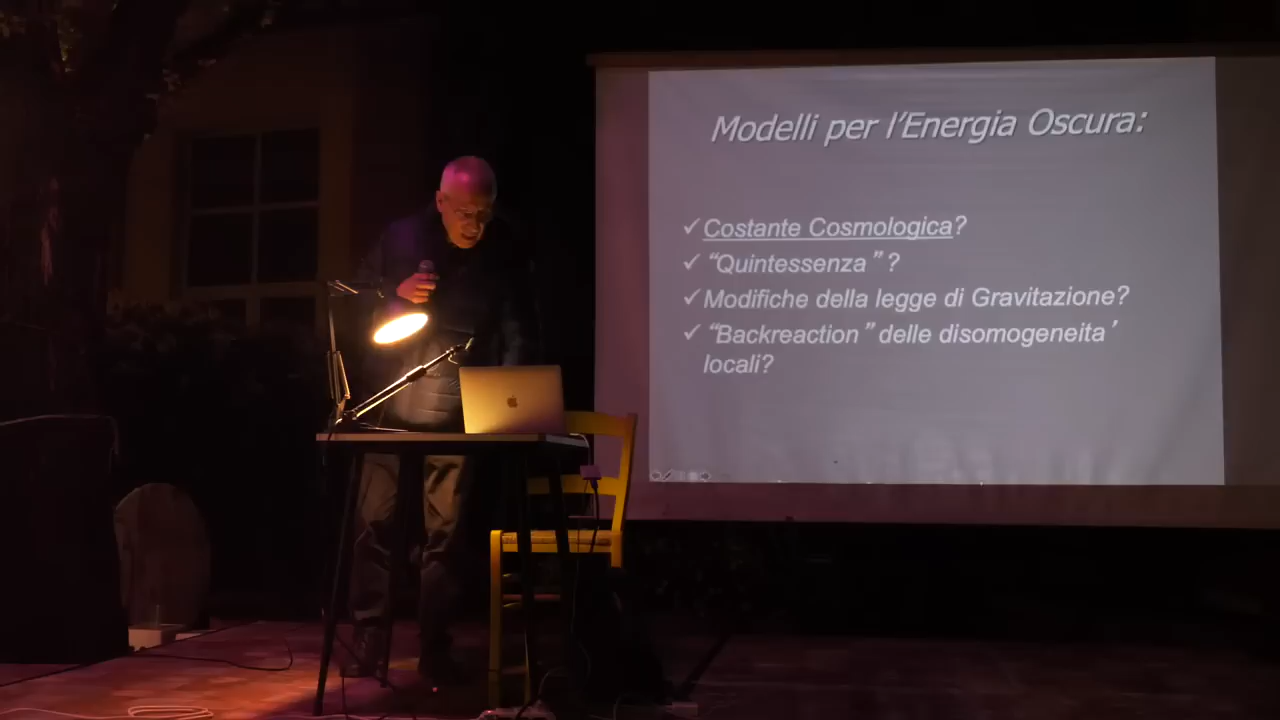 Modelli per l'Energia Oscura:
Costante Cosmologica?
“Quintessenza”?
Modifiche della legge di Gravitazione?
“Backreaction” delle disomogeneita'
locali?